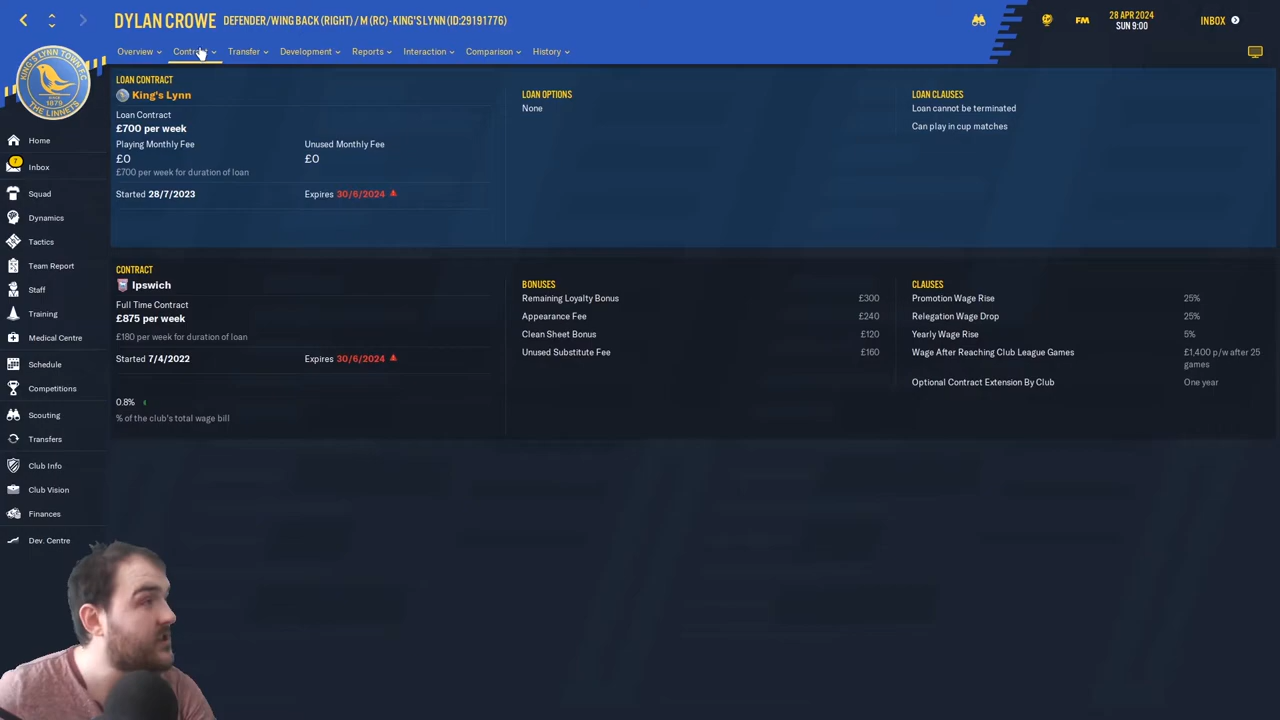 DYLAN CROWE
DEFENDER/WING BACK (RIGHT) / M (RC) - KING'S LYNN (ID:29191776)
FM
28 APR 2024
SUN 9:00
INBOX
Overview
Transfer
Development
Reports
Interaction
Comparison
History
KING'S LYNN TOWN F.C
1879
THE LINNETS
Home
7
Inbox
Squad
Dynamics
Tactics
Team Report
Staff
Training
Medical Centre
Schedule
Competitions
Scouting
Transfers
Club Info
Club Vision
Finances
Dev. Centre
LOAN CONTRACT
King's Lynn
Loan Contract
£700 per week
Playing Monthly Fee Unused Monthly Fee
£0 £0
£700 per week for duration of loan
Started 28/7/2023 Expires 30/6/2024
LOAN OPTIONS
None
LOAN CLAUSES
Loan cannot be terminated
Can play in cup matches
CONTRACT
Ipswich
Full Time Contract
£875 per week
£180 per week for duration of loan
Started 7/4/2022 Expires 30/6/2024
0.8%
% of the club's total wage bill
BONUSES
Remaining Loyalty Bonus £300
Appearance Fee £240
Clean Sheet Bonus £120
Unused Substitute Fee £160
CLAUSES
Promotion Wage Rise 25%
Relegation Wage Drop 25%
Yearly Wage Rise 5%
Wage After Reaching Club League Games £1,400 p/w after 25
games
Optional Contract Extension By Club One year